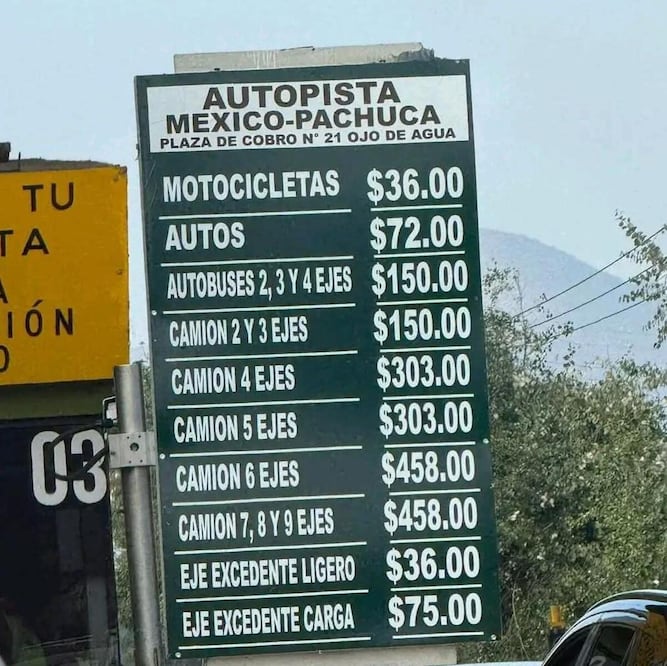 AUTOPISTA
MEXICO-PACHUCA
PLAZA DE COBRO N° 21 OJO DE AGUA
MOTOCICLETAS $36.00
AUTOS $72.00
AUTOBUSES 2, 3 Y 4 EJES $150.00
CAMION 2 Y 3 EJES $150.00
CAMION 4 EJES $303.00
CAMION 5 EJES $303.00
CAMION 6 EJES $458.00
CAMION 7, 8 Y 9 EJES $458.00
EJE EXCEDENTE LIGERO $36.00
EJE EXCEDENTE CARGA $75.00
TU
TA
A
IÓN
O
03